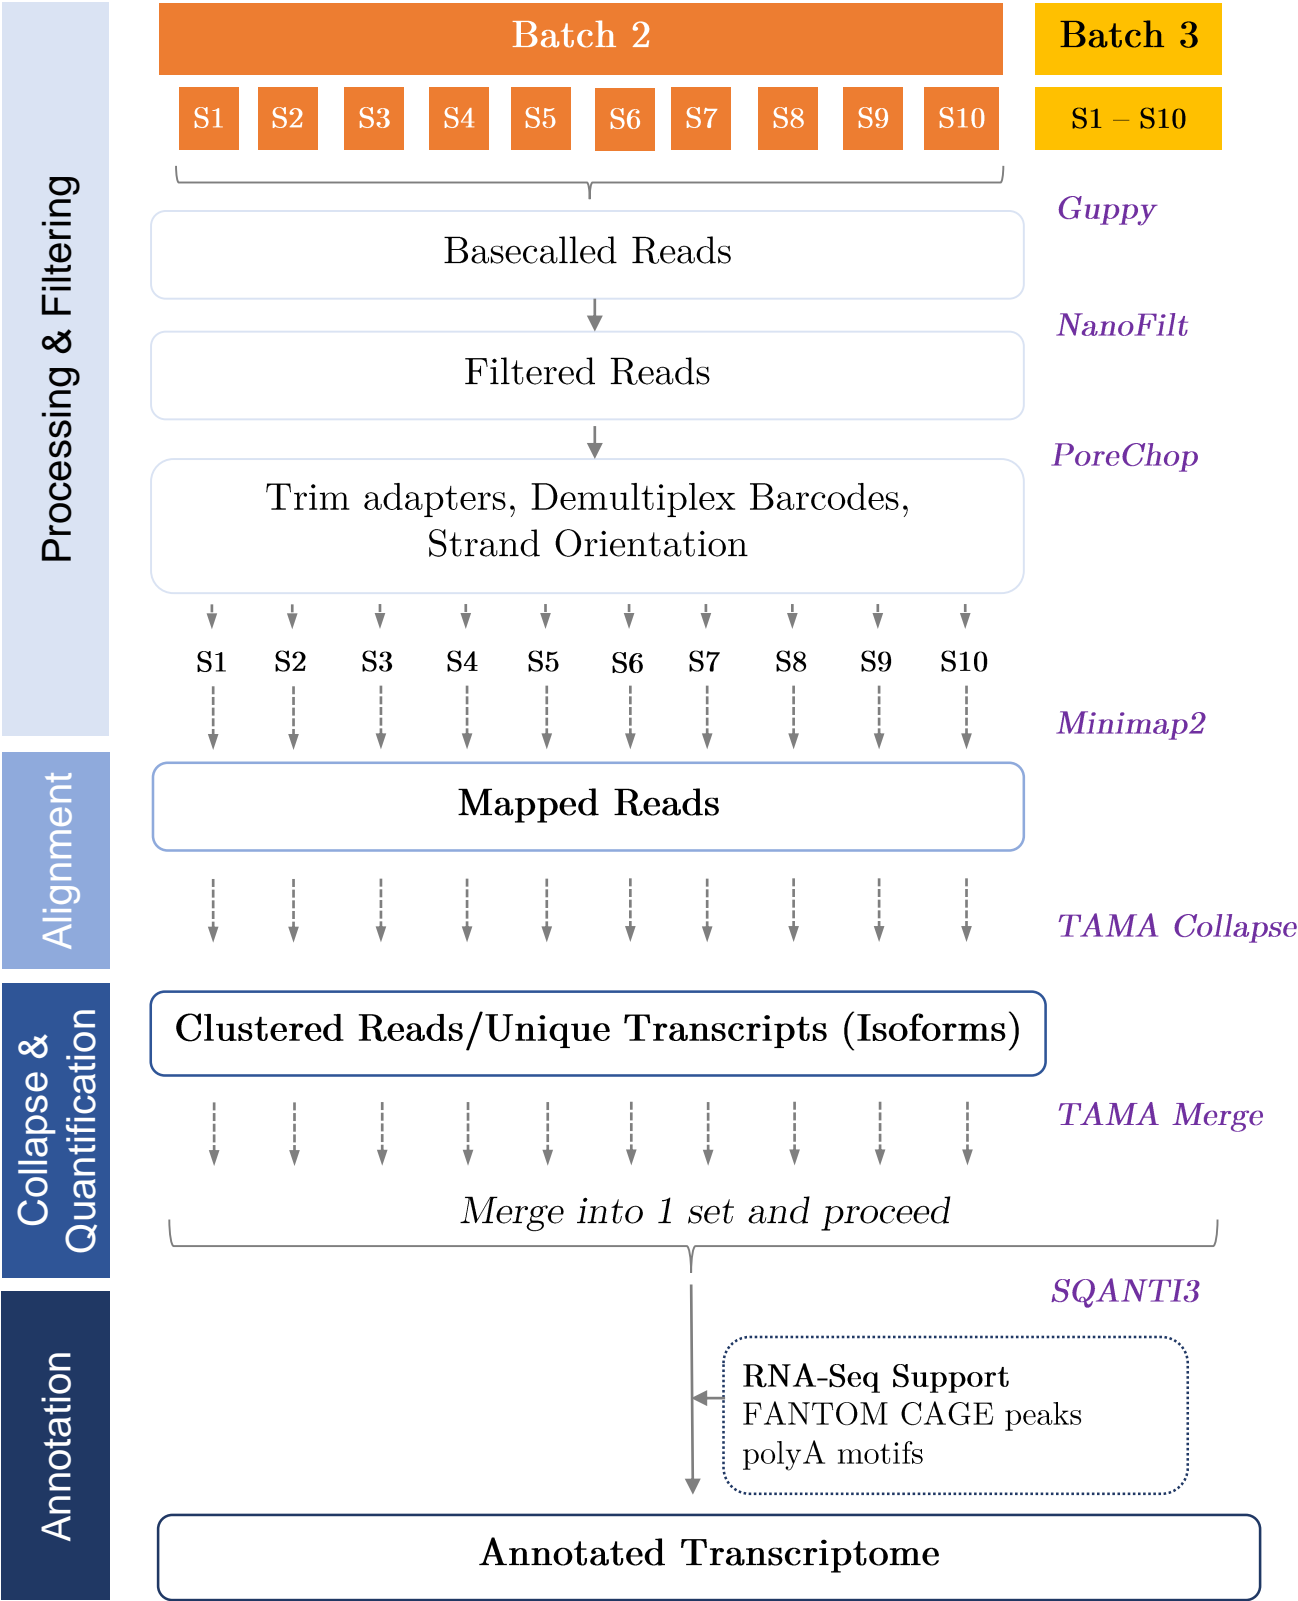 Batch 2
Batch 3
S1 S2 S3 S4 S5 S6 S7 S8 S9 S10
S1 – S10
Processing & Filtering
Guppy
Basecalled Reads
NanoFilt
Filtered Reads
PoreChop
Trim adapters, Demultiplex Barcodes,
Strand Orientation
S1 S2 S3 S4 S5 S6 S7 S8 S9 S10
Minimap2
Alignment
Mapped Reads
TAMA Collapse
Collapse &
Quantification
Clustered Reads/Unique Transcripts (Isoforms)
TAMA Merge
Merge into 1 set and proceed
SQANTI3
Annotation
RNA-Seq Support
FANTOM CAGE peaks
polyA motifs
Annotated Transcriptome